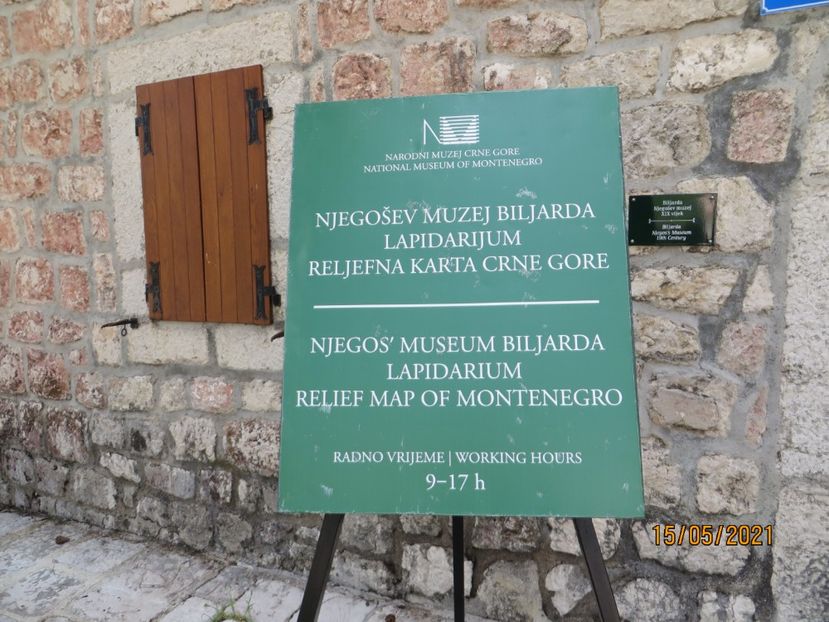 NARODNI MUZEJ CRNE GORE
NATIONAL MUSEUM OF MONTENEGRO
NJEGOŠEV MUZEJ BILJARDA
LAPIDARIJUM
RELJEFNA KARTA CRNE GORE
NJEGOS' MUSEUM BILJARDA
LAPIDARIUM
RELIEF MAP OF MONTENEGRO
RADNO VRIJEME | WORKING HOURS
9-17 h
Biljarda
Njegošev muzej
XIX vijek
Biljarda
Njegos's Museum
19th Century
15/05/2021